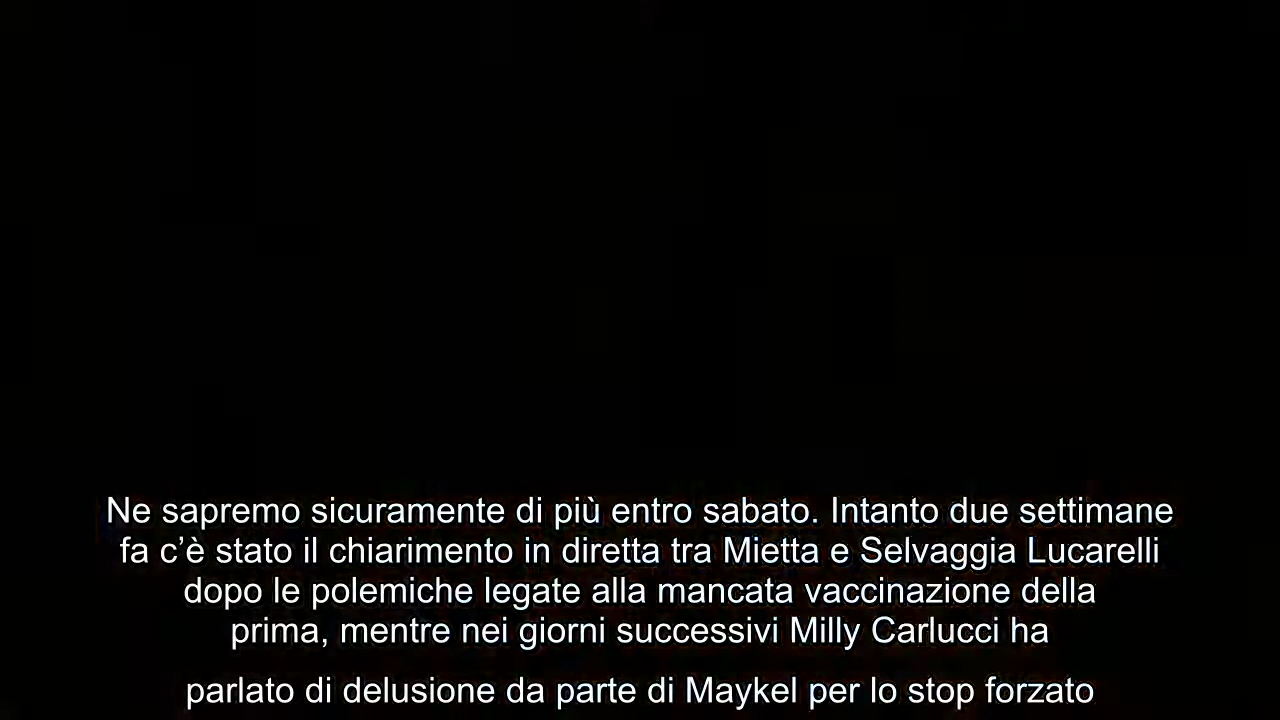 Ne sapremo sicuramente di più entro sabato. Intanto due settimane
fa c’è stato il chiarimento in diretta tra Mietta e Selvaggia Lucarelli
dopo le polemiche legate alla mancata vaccinazione della
prima, mentre nei giorni successivi Milly Carlucci ha
parlato di delusione da parte di Maykel per lo stop forzato